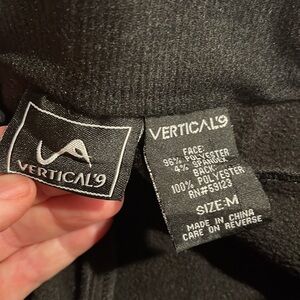 VERTICAL'9
VERTICAL'9
FACE:
96% POLYESTER
4% SPANDEX
BACK:
100% POLYESTER
RN#59123
SIZE:M
MADE IN CHINA
CARE ON REVERSE